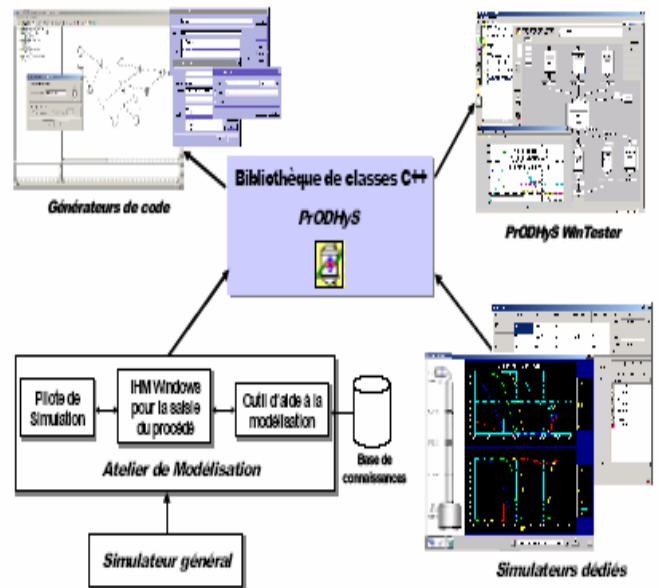 Générateurs de code
Bibliothèque de classes C++
PrODHyS
PrODHyS WinTester
Pilote de
Simulation
IHM Windows
pour la saisie
du procédé
Outil d'aide à la
modélisation
Atelier de Modélisation
Base de
connaissances
Simulateur général
Simulateurs dédiés